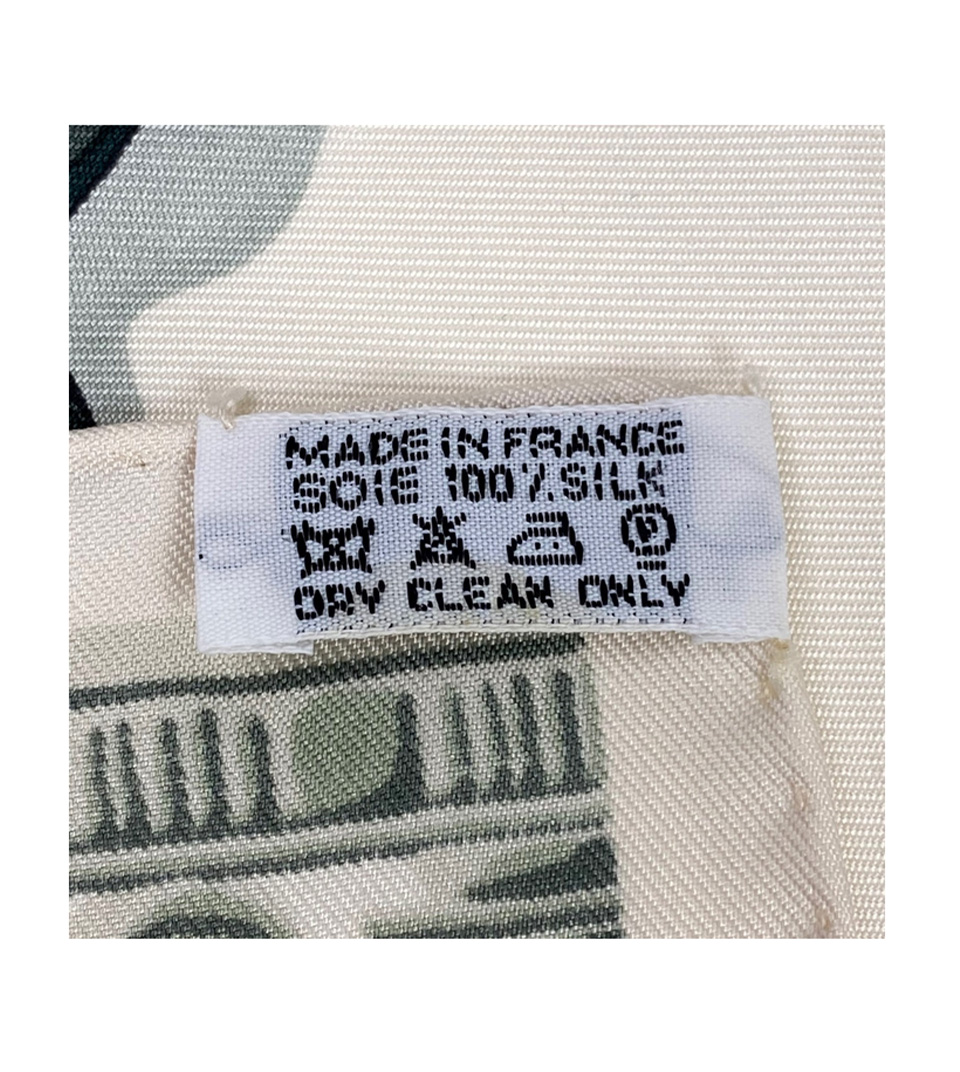 MADE IN FRANCE
SOIE 100% SILK
P
DRY CLEAN ONLY